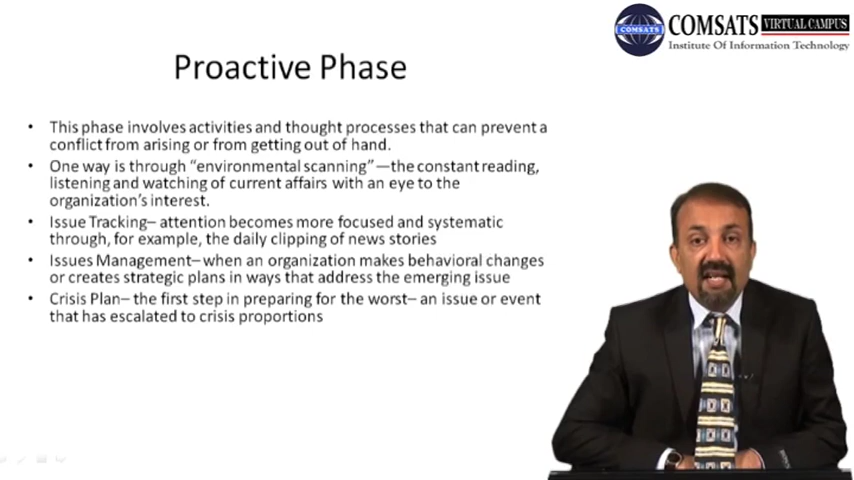 COMSATS VIRTUAL CAMPUS
COMSATS
Institute Of Information Technology
Proactive Phase
• This phase involves activities and thought processes that can prevent a
conflict from arising or from getting out of hand.
• One way is through “environmental scanning”—the constant reading,
listening and watching of current affairs with an eye to the
organization’s interest.
• Issue Tracking– attention becomes more focused and systematic
through, for example, the daily clipping of news stories
• Issues Management– when an organization makes behavioral changes
or creates strategic plans in ways that address the emerging issue
• Crisis Plan– the first step in preparing for the worst– an issue or event
that has escalated to crisis proportions